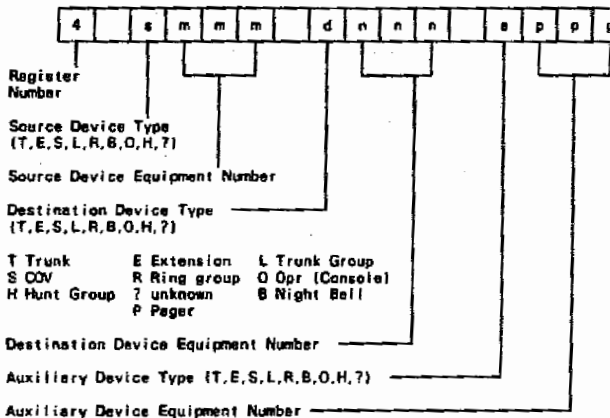 4 s m m m d n n n a p p p
Register
Number
Source Device Type
(T,E,S,L,R,B,O,H,?)
Source Device Equipment Number
Destination Device Type
(T,E,S,L,R,B,O,H,?)
T Trunk E Extension L Trunk Group
S COV R Ring group O Opr (Console)
H Hunt Group ? unknown B Night Bell
P Pager
Destination Device Equipment Number
Auxiliary Device Type (T,E,S,L,R,B,O,H,?)
Auxiliary Device Equipment Number